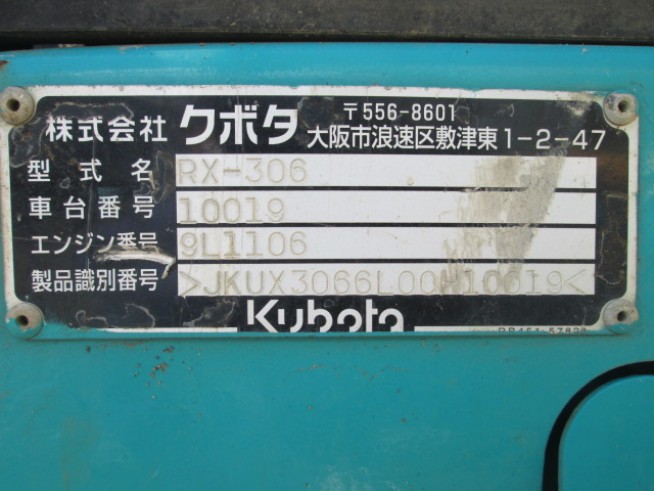 株式会社 クボタ 〒556-8601
大阪市浪速区敷津東1-2-47
型式名 RX-306
車台番号 10019
エンジン番号 9L1106
製品識別番号 >JKUX3066L00H10019<
Kubota